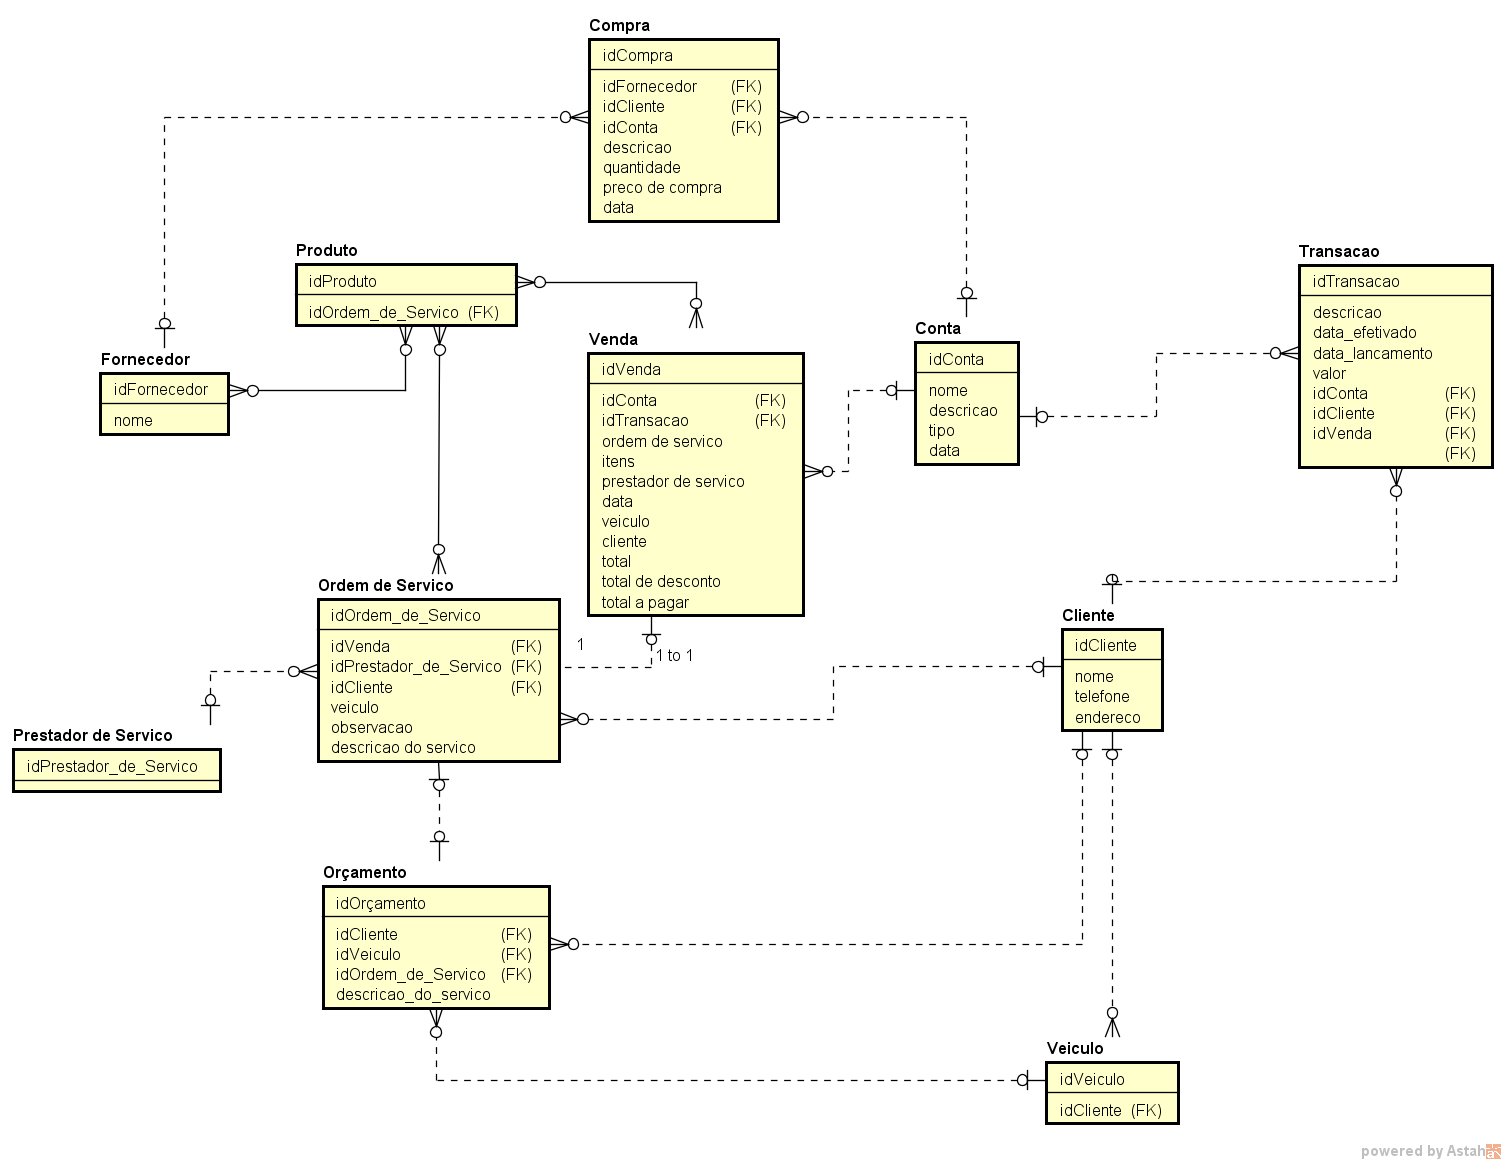 Compra
idCompra
idFornecedor (FK)
idCliente (FK)
idConta (FK)
descricao
quantidade
preco de compra
data
Produto
idProduto
idOrdem_de_Servico (FK)
Transacao
idTransacao
descricao
data_efetivado
data_lancamento
valor
idConta (FK)
idCliente (FK)
idVenda (FK)
(FK)
Fornecedor
idFornecedor
nome
Venda
idVenda
idConta (FK)
idTransacao (FK)
ordem de servico
itens
prestador de servico
data
veiculo
cliente
total
total de desconto
total a pagar
Conta
idConta
nome
descricao
tipo
data
Ordem de Servico
idOrdem_de_Servico
idVenda (FK)
idPrestador_de_Servico (FK)
idCliente (FK)
veiculo
observacao
descricao do servico
1
1 to 1
Cliente
idCliente
nome
telefone
endereco
Prestador de Servico
idPrestador_de_Servico
Orçamento
idOrçamento
idCliente (FK)
idVeiculo (FK)
idOrdem_de_Servico (FK)
descricao_do_servico
Veiculo
idVeiculo
idCliente (FK)
powered by Astah